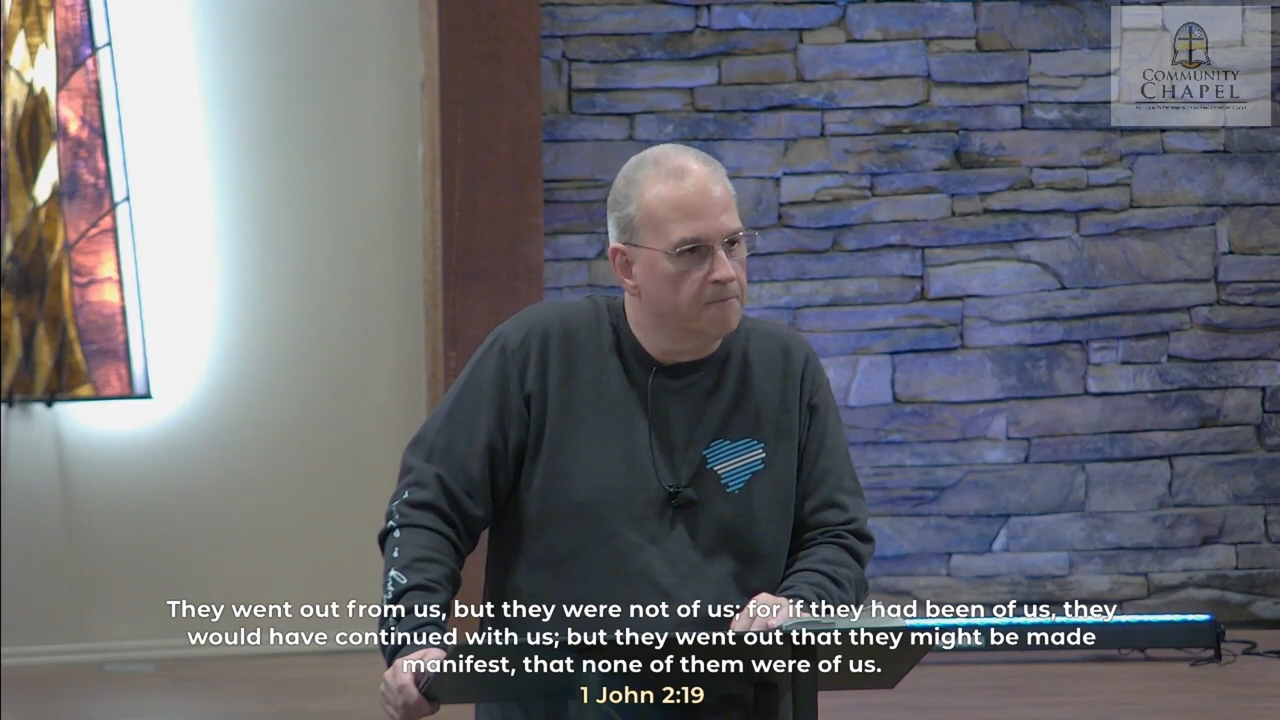 COMMUNITY
CHAPEL
They went out from us, but they were not of us; for if they had been of us, they
would have continued with us; but they went out that they might be made
manifest, that none of them were of us.
1 John 2:19